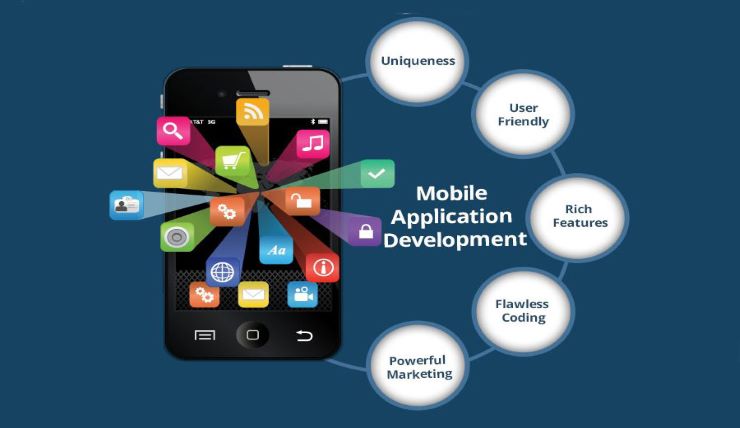 Uniqueness
User
Friendly
AT&T 3G
Mobile
Application
Development
Rich
Features
Aa
Flawless
Coding
Powerful
Marketing